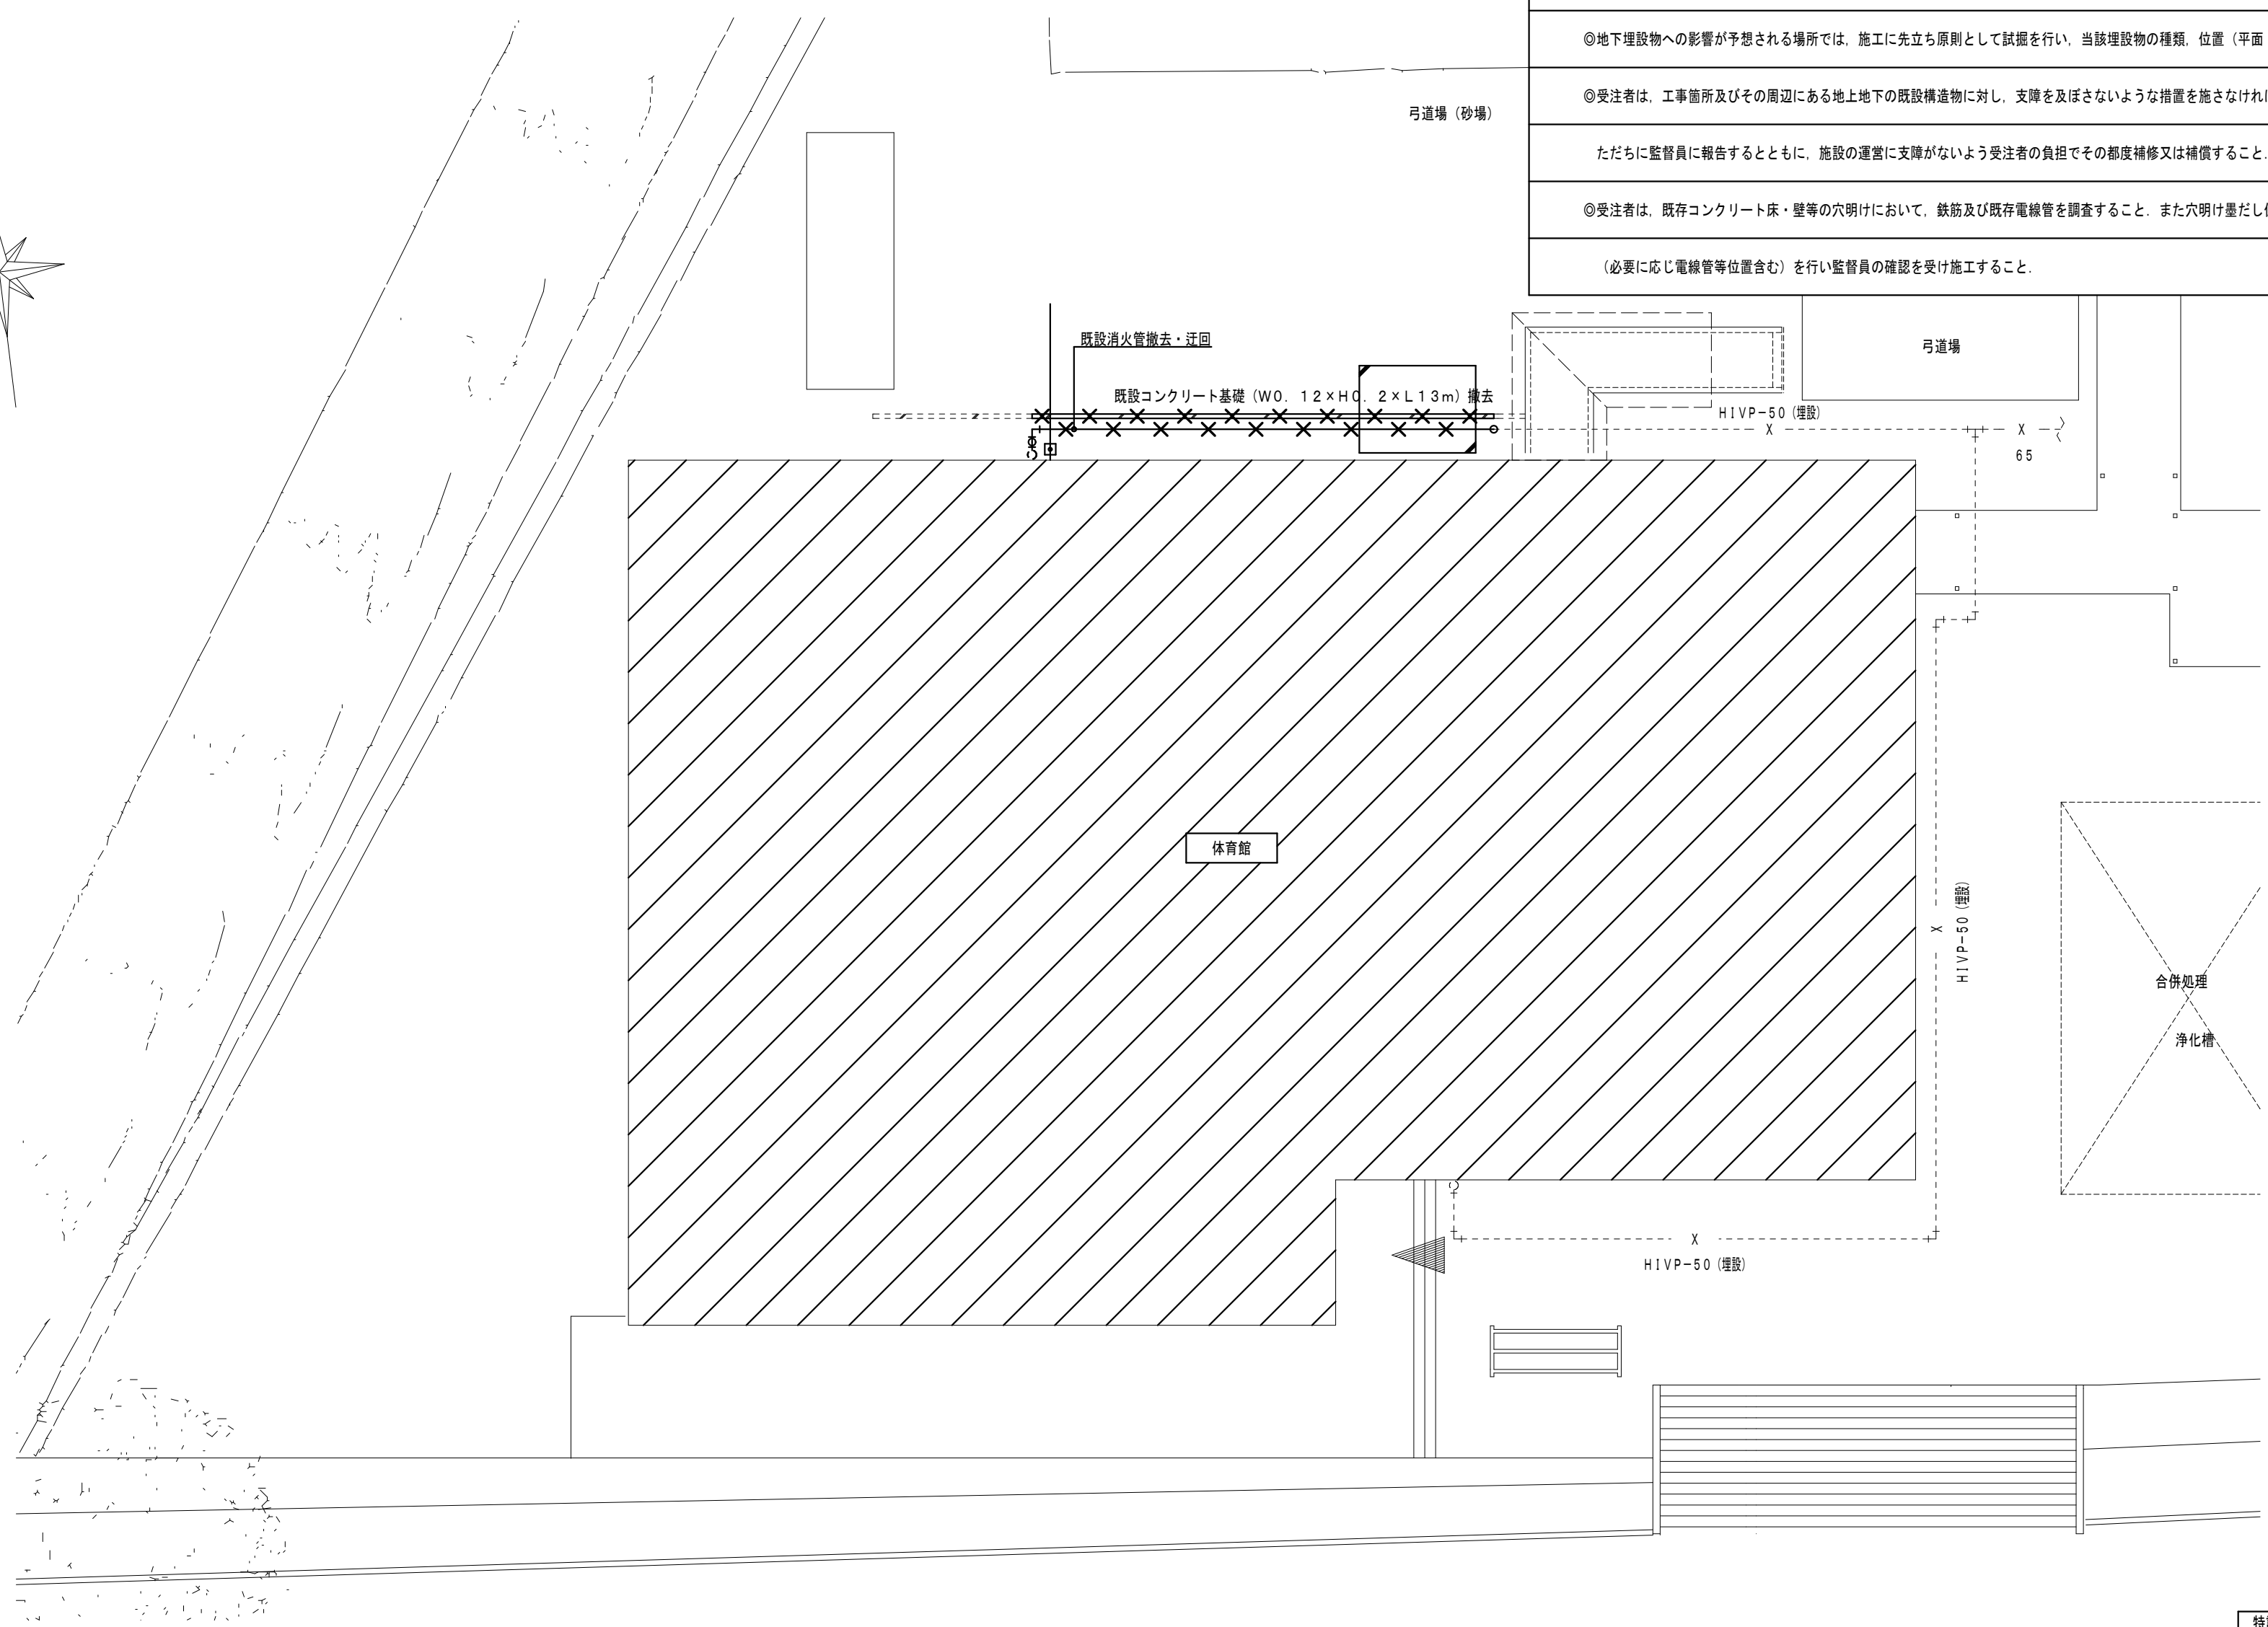 ◎地下埋設物への影響が予想される場所では，施工に先立ち原則として試掘を行い，当該埋設物の種類，位置（平面
◎受注者は，工事箇所及びその周辺にある地上地下の既設構造物に対し，支障を及ぼさないような措置を施さなけれ
ただちに監督員に報告するとともに，施設の運営に支障がないよう受注者の負担でその都度補修又は補償すること．
◎受注者は，既存コンクリート床・壁等の穴明けにおいて，鉄筋及び既存電線管を調査すること．また穴明け墨だし
（必要に応じ電線管等位置含む）を行い監督員の確認を受け施工すること．
弓道場（砂場）
既設消火管撤去・迂回
弓道場
既設コンクリート基礎（Ｗ０．１２×Ｈ０．２×Ｌ１３ｍ）撤去
ＨＩＶＰ－５０（埋設）
X
X
６５
体育館
X
ＨＩＶＰ－５０（埋設）
合併処理
浄化槽
X
ＨＩＶＰ－５０（埋設）